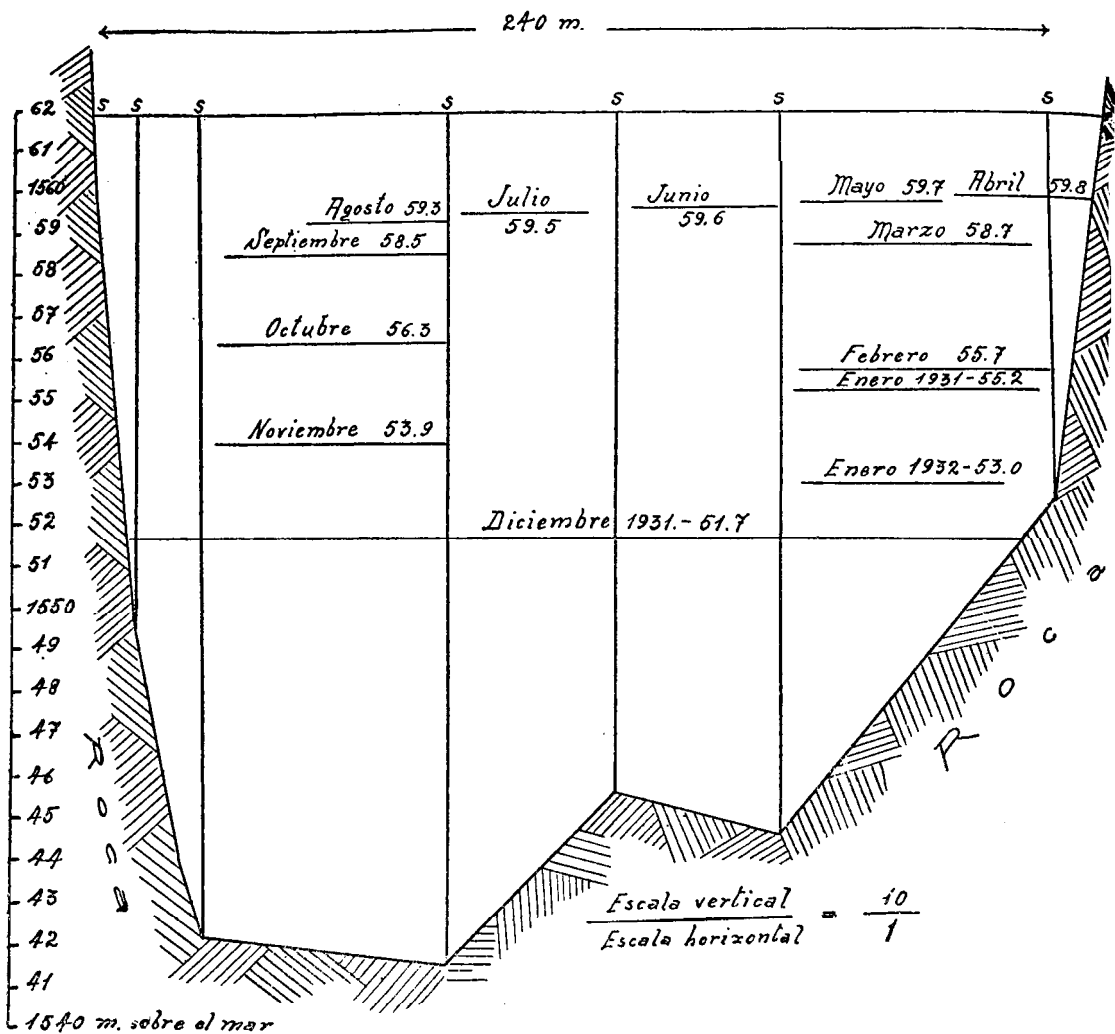 240 m.
S S S S S S S
62
61
1560
59
58
57
56
55
54
53
52
51
1550
49
48
47
46
45
44
43
42
41
1540 m. sobre el mar
Mayo 59.7
Abril 59.8
Julio
59.5
Junio
59.6
Agosto 59.3
Septiembre 58.5
Marzo 58.7
Octubre 56.3
Febrero 55.7
Enero 1931-55.2
Noviembre 53.9
Enero 1932-53.0
Diciembre 1931.- 51.7
Roca
Roca
Escala vertical
Escala horizontal
=
10
1